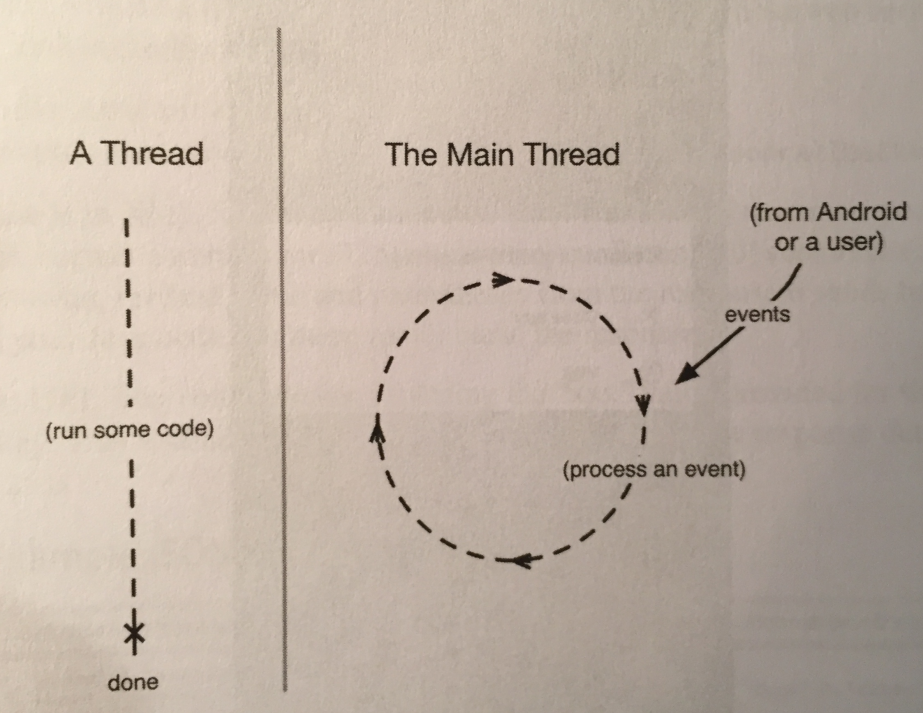 A Thread
(run some code)
done
The Main Thread
(from Android
or a user)
events
(process an event)